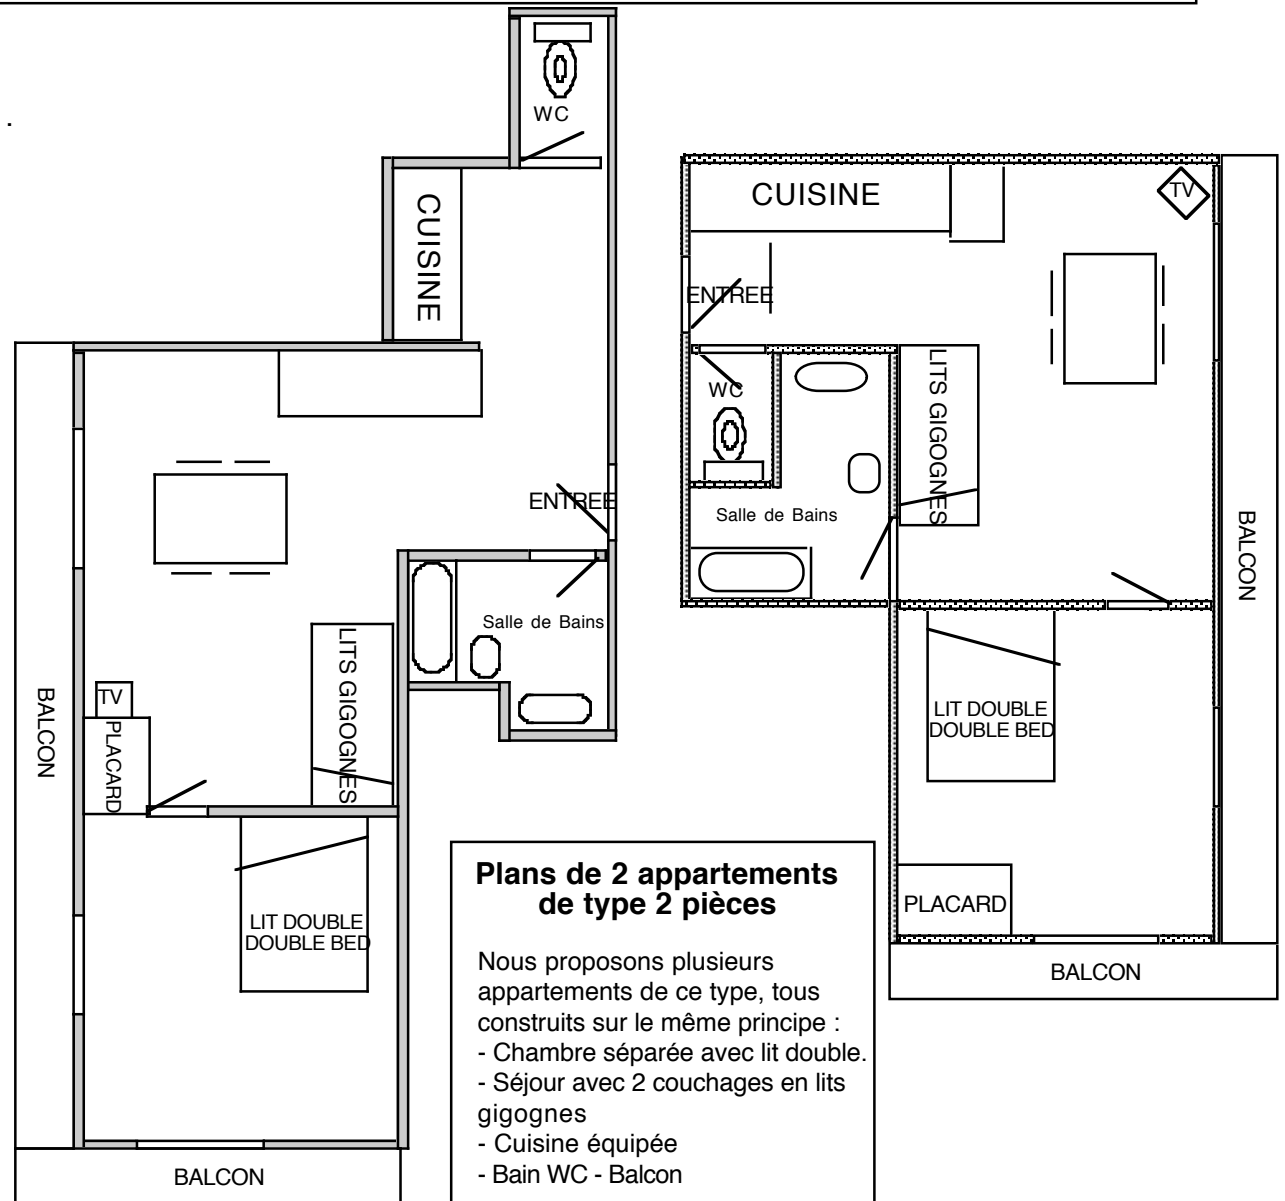 WC
CUISINE
ENTREE
Salle de Bains
LITS GIGOGNES
TV
PLACARD
BALCON
LIT DOUBLE
DOUBLE BED
BALCON
CUISINE
TV
ENTREE
WC
LITS GIGOGNES
Salle de Bains
BALCON
LIT DOUBLE
DOUBLE BED
PLACARD
BALCON
Plans de 2 appartements
de type 2 pièces
Nous proposons plusieurs
appartements de ce type, tous
construits sur le même principe :
- Chambre séparée avec lit double.
- Séjour avec 2 couchages en lits
gigognes
- Cuisine équipée
- Bain WC - Balcon